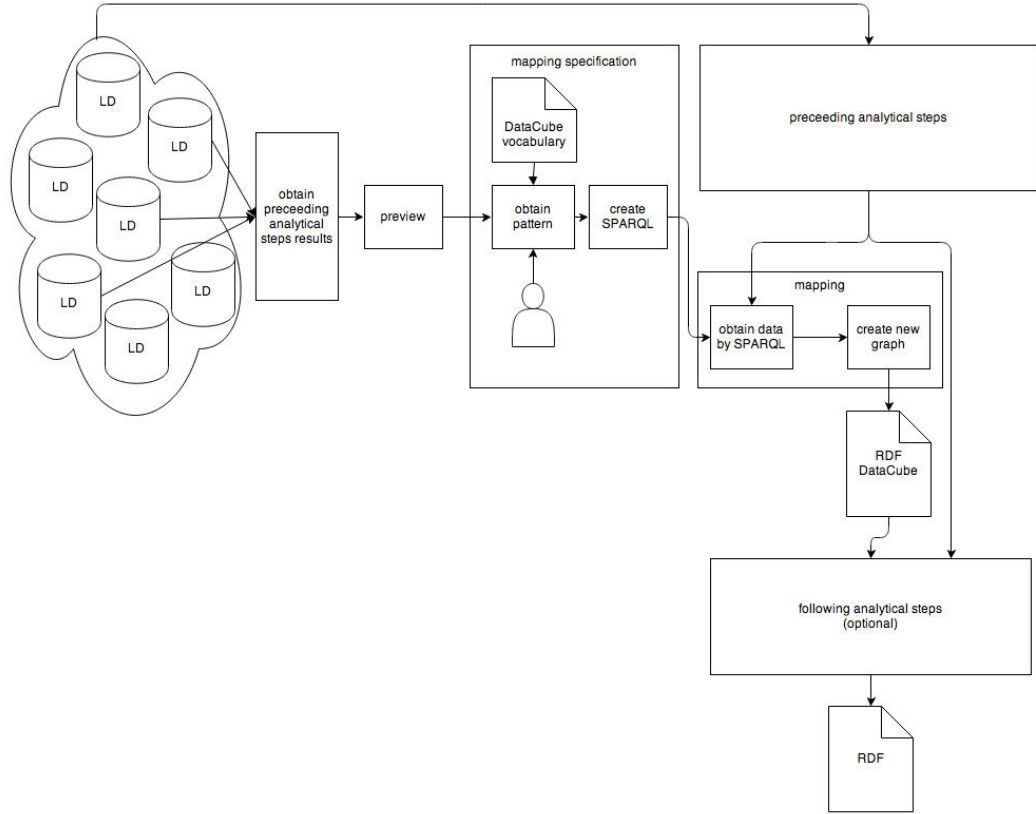 LD
LD
LD
LD
LD
LD
LD
obtain
preceeding
analytical
steps results
preview
mapping specification
DataCube
vocabulary
obtain
pattern
create
SPARQL
preceeding analytical steps
mapping
obtain data
by SPARQL
create new
graph
RDF
DataCube
following analytical steps
(optional)
RDF